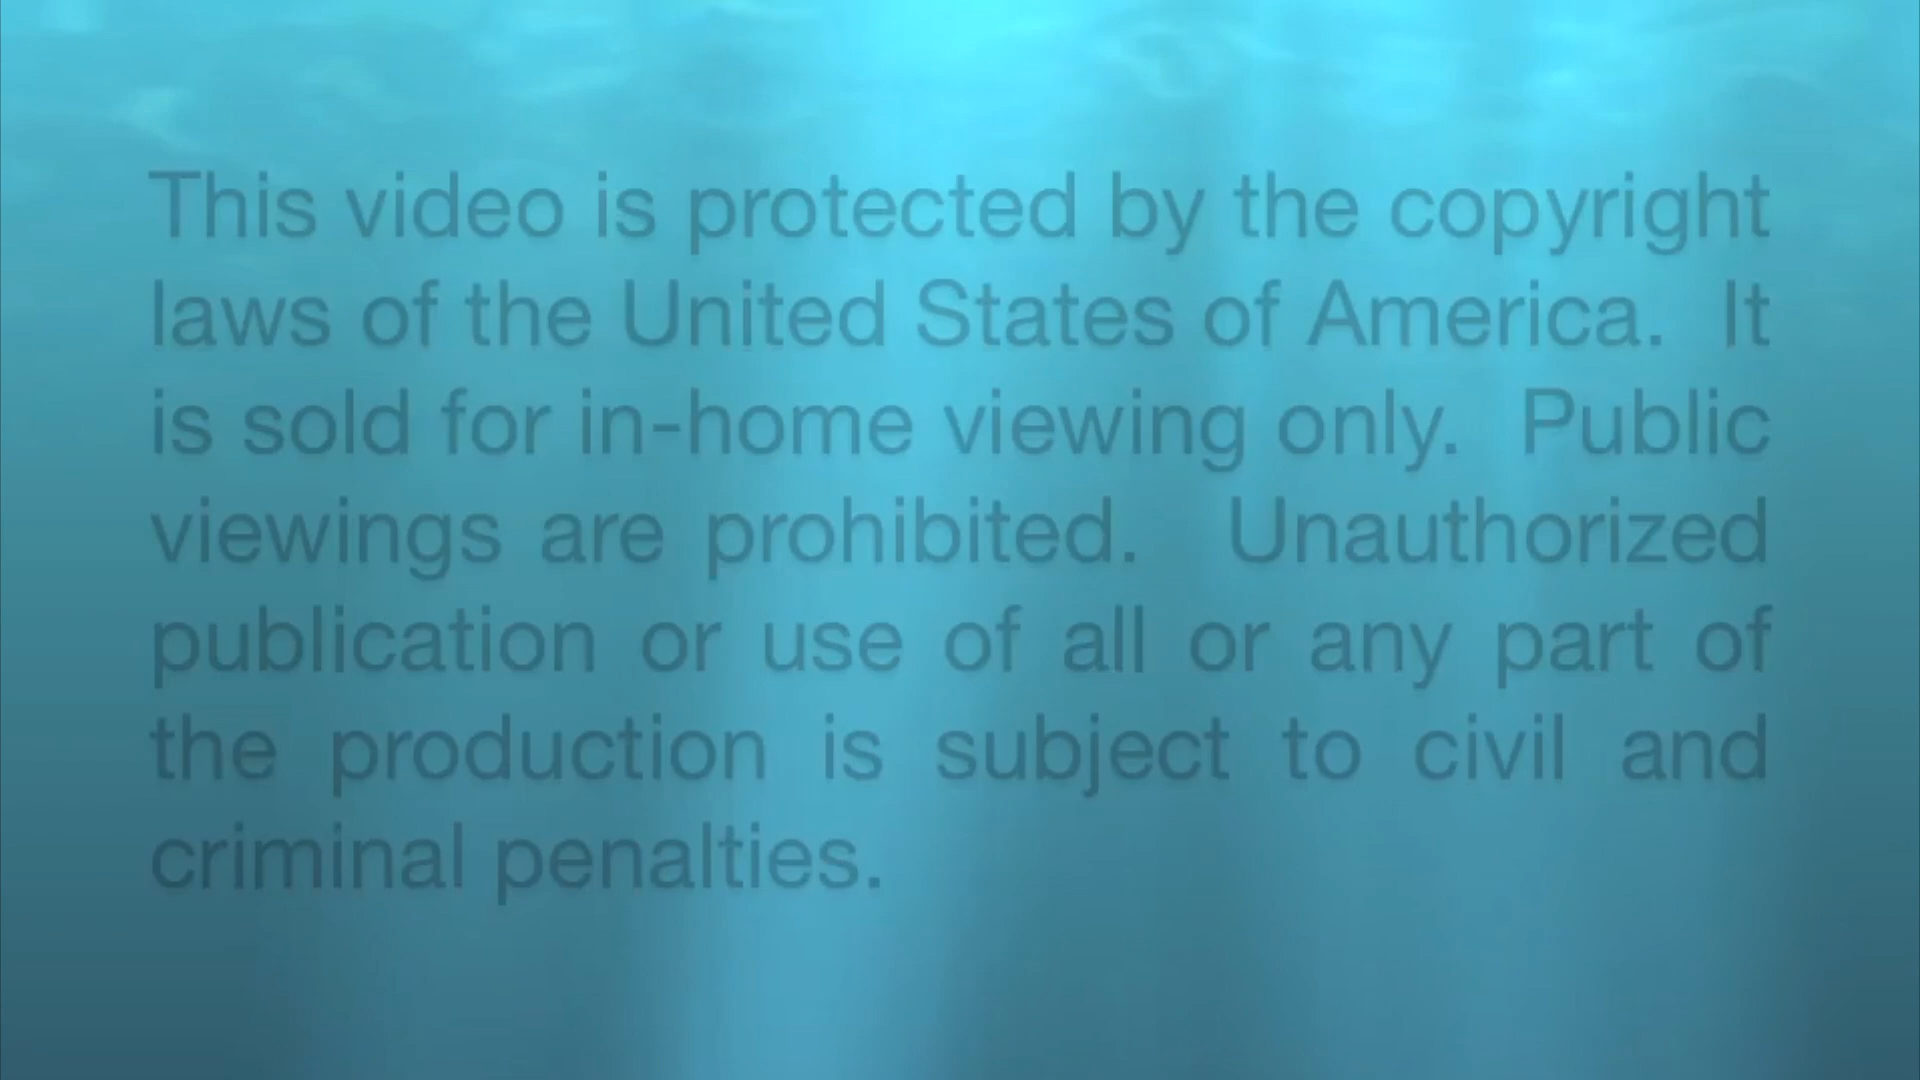 This video is protected by the copyright
laws of the United States of America.  It
is sold for in-home viewing only.  Public
viewings are prohibited.  Unauthorized
publication or use of all or any part of
the production is subject to civil and
criminal penalties.